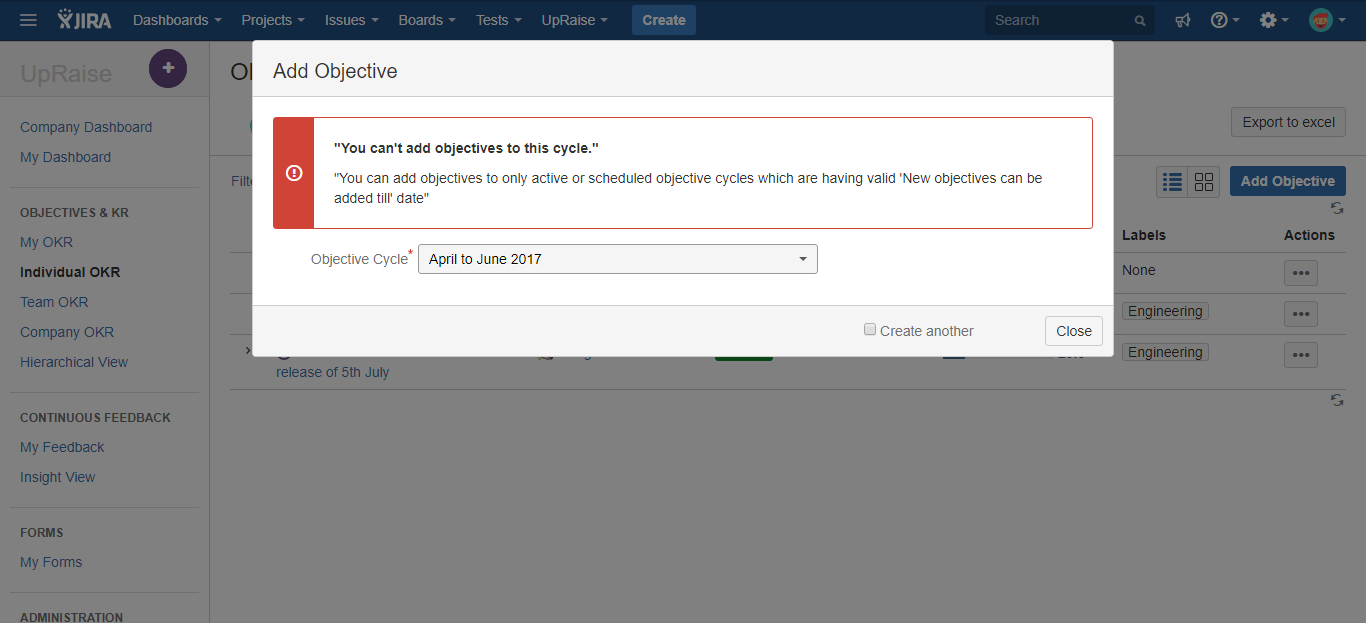 JIRA Dashboards Projects Issues Boards Tests UpRaise Create Search
UpRaise
Add Objective
"You can't add objectives to this cycle."
"You can add objectives to only active or scheduled objective cycles which are having valid 'New objectives can be
added till' date"
Objective Cycle* April to June 2017
Create another Close
Export to excel
Add Objective
Labels Actions
None
Engineering
Engineering
release of 5th July
Company Dashboard
My Dashboard
OBJECTIVES & KR
My OKR
Individual OKR
Team OKR
Company OKR
Hierarchical View
CONTINUOUS FEEDBACK
My Feedback
Insight View
FORMS
My Forms
ADMINISTRATION